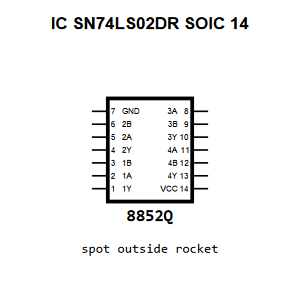 IC SN74LS02DR SOIC 14
7 GND 3A 8
6 2B 3B 9
5 2A 3Y 10
4 2Y 4A 11
3 1B 4B 12
2 1A 4Y 13
1 1Y VCC 14
8852Q
spot outside rocket